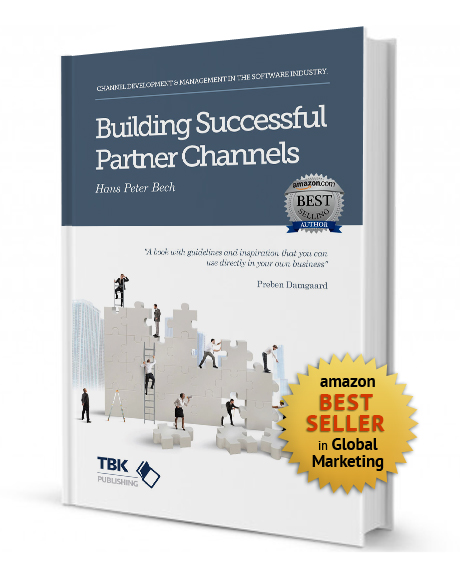 CHANNEL DEVELOPMENT & MANAGEMENT IN THE SOFTWARE INDUSTRY.
Building Successful
Partner Channels
Hans Peter Bech
amazon.com
BEST
SELLING
AUTHOR
"A book with guidelines and inspiration that you can
use directly in your own business"
Preben Damgaard
amazon
BEST
SELLER
in Global
Marketing
TBK
PUBLISHING